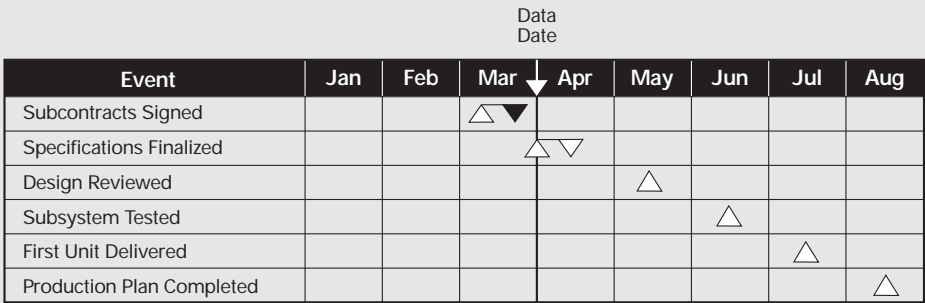 Data
Date
Event Jan Feb Mar Apr May Jun Jul Aug
Subcontracts Signed
Specifications Finalized
Design Reviewed
Subsystem Tested
First Unit Delivered
Production Plan Completed